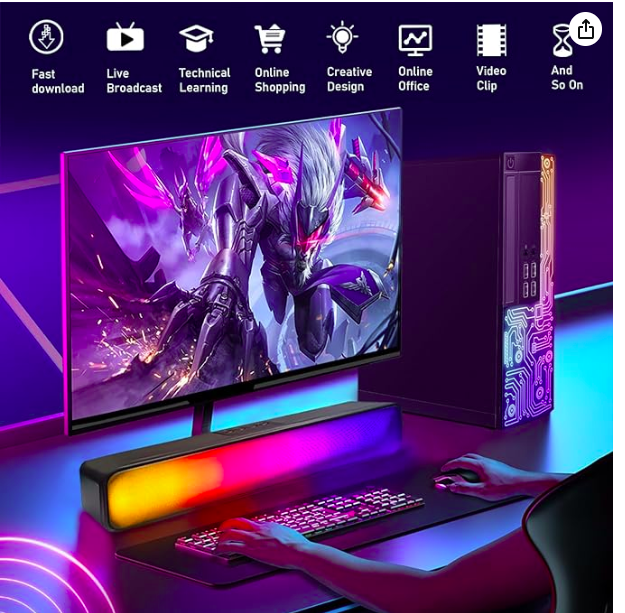 Fast
download
Live
Broadcast
Technical
Learning
Online
Shopping
Creative
Design
Online
Office
Video
Clip
And
So On